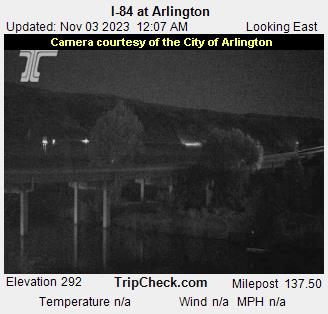 I-84 at Arlington
Updated: Nov 03 2023 12:07 AM Looking East
Camera courtesy of the City of Arlington
Elevation 292 TripCheck.com Milepost 137.50
Temperature n/a Wind n/a MPH n/a